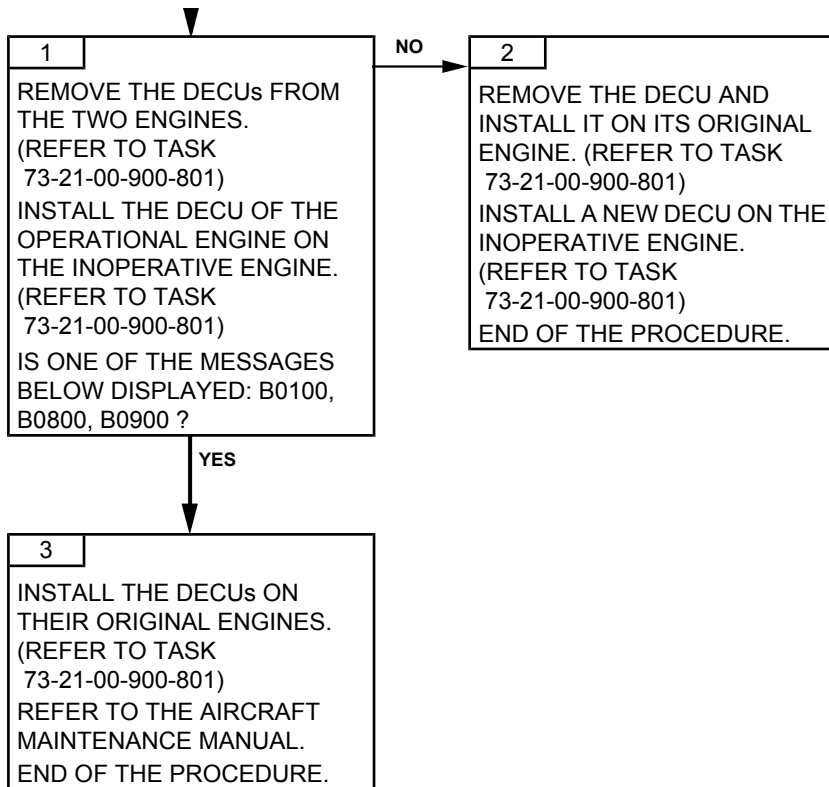 1
REMOVE THE DECUs FROM
THE TWO ENGINES.
(REFER TO TASK
73-21-00-900-801)
INSTALL THE DECU OF THE
OPERATIONAL ENGINE ON
THE INOPERATIVE ENGINE.
(REFER TO TASK
73-21-00-900-801)
IS ONE OF THE MESSAGES
BELOW DISPLAYED: B0100,
B0800, B0900 ?
NO
2
REMOVE THE DECU AND
INSTALL IT ON ITS ORIGINAL
ENGINE. (REFER TO TASK
73-21-00-900-801)
INSTALL A NEW DECU ON THE
INOPERATIVE ENGINE.
(REFER TO TASK
73-21-00-900-801)
END OF THE PROCEDURE.
YES
3
INSTALL THE DECUs ON
THEIR ORIGINAL ENGINES.
(REFER TO TASK
73-21-00-900-801)
REFER TO THE AIRCRAFT
MAINTENANCE MANUAL.
END OF THE PROCEDURE.